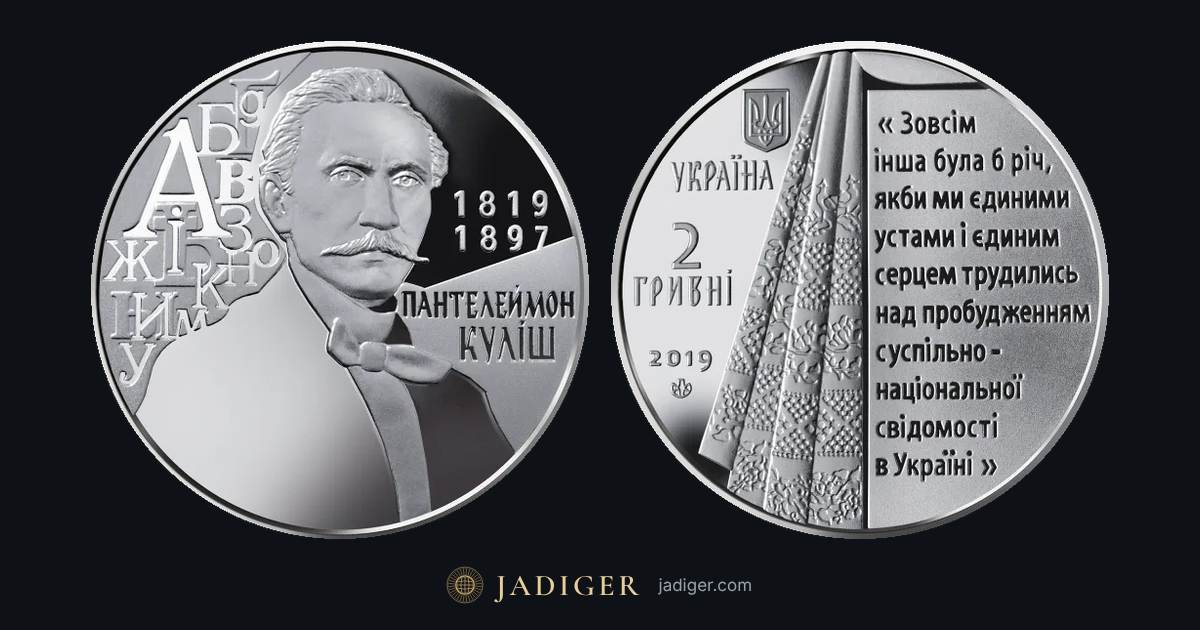 д
Б
А В
і З
Ж К Н О
И М
У
1819
1897
ПАНТЕЛЕЙМОН
КУЛІШ
УКРАЇНА
2
ГРИВНІ
2019
« Зовсім
інша була б річ,
якби ми єдиними
устами і єдиним
серцем трудились
над пробудженням
суспільно -
національної
свідомості
в Україні »
JADIGER jadiger.com